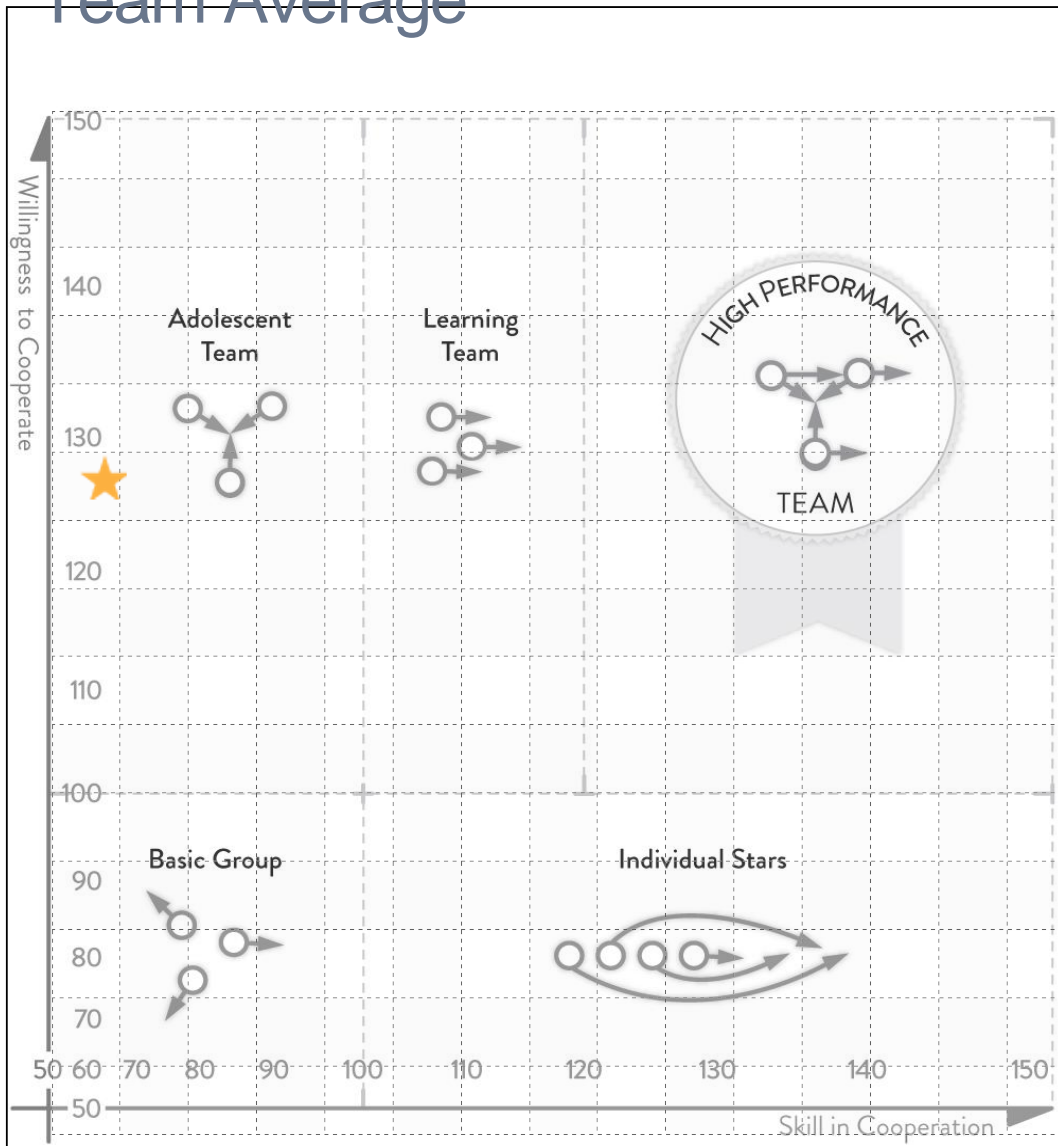 Team Average
150
Willingness to Cooperate
140
Adolescent
Team
Learning
Team
HIGH PERFORMANCE
TEAM
130
120
110
100
Basic Group
Individual Stars
90
80
70
50 60 70 80 90 100 110 120 130 140 150
50
Skill in Cooperation